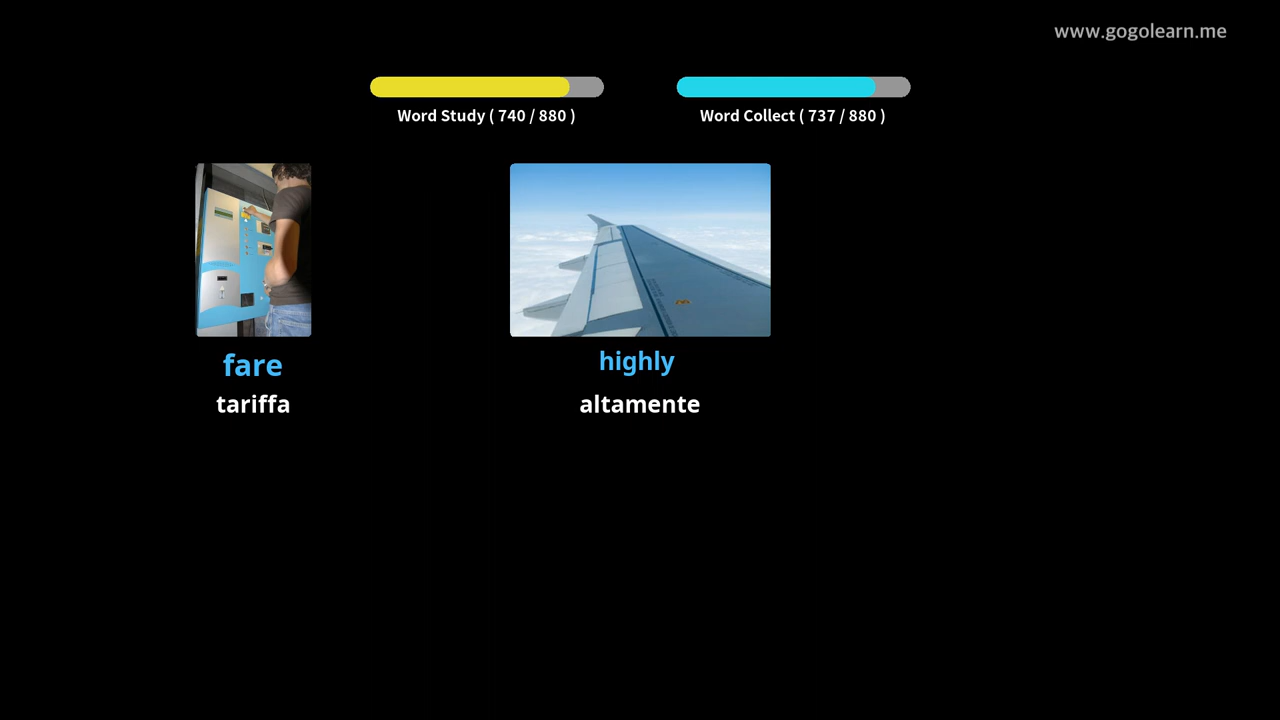 www.gogolearn.me
Word Study ( 740 / 880 )
Word Collect ( 737 / 880 )
fare
tariffa
highly
altamente